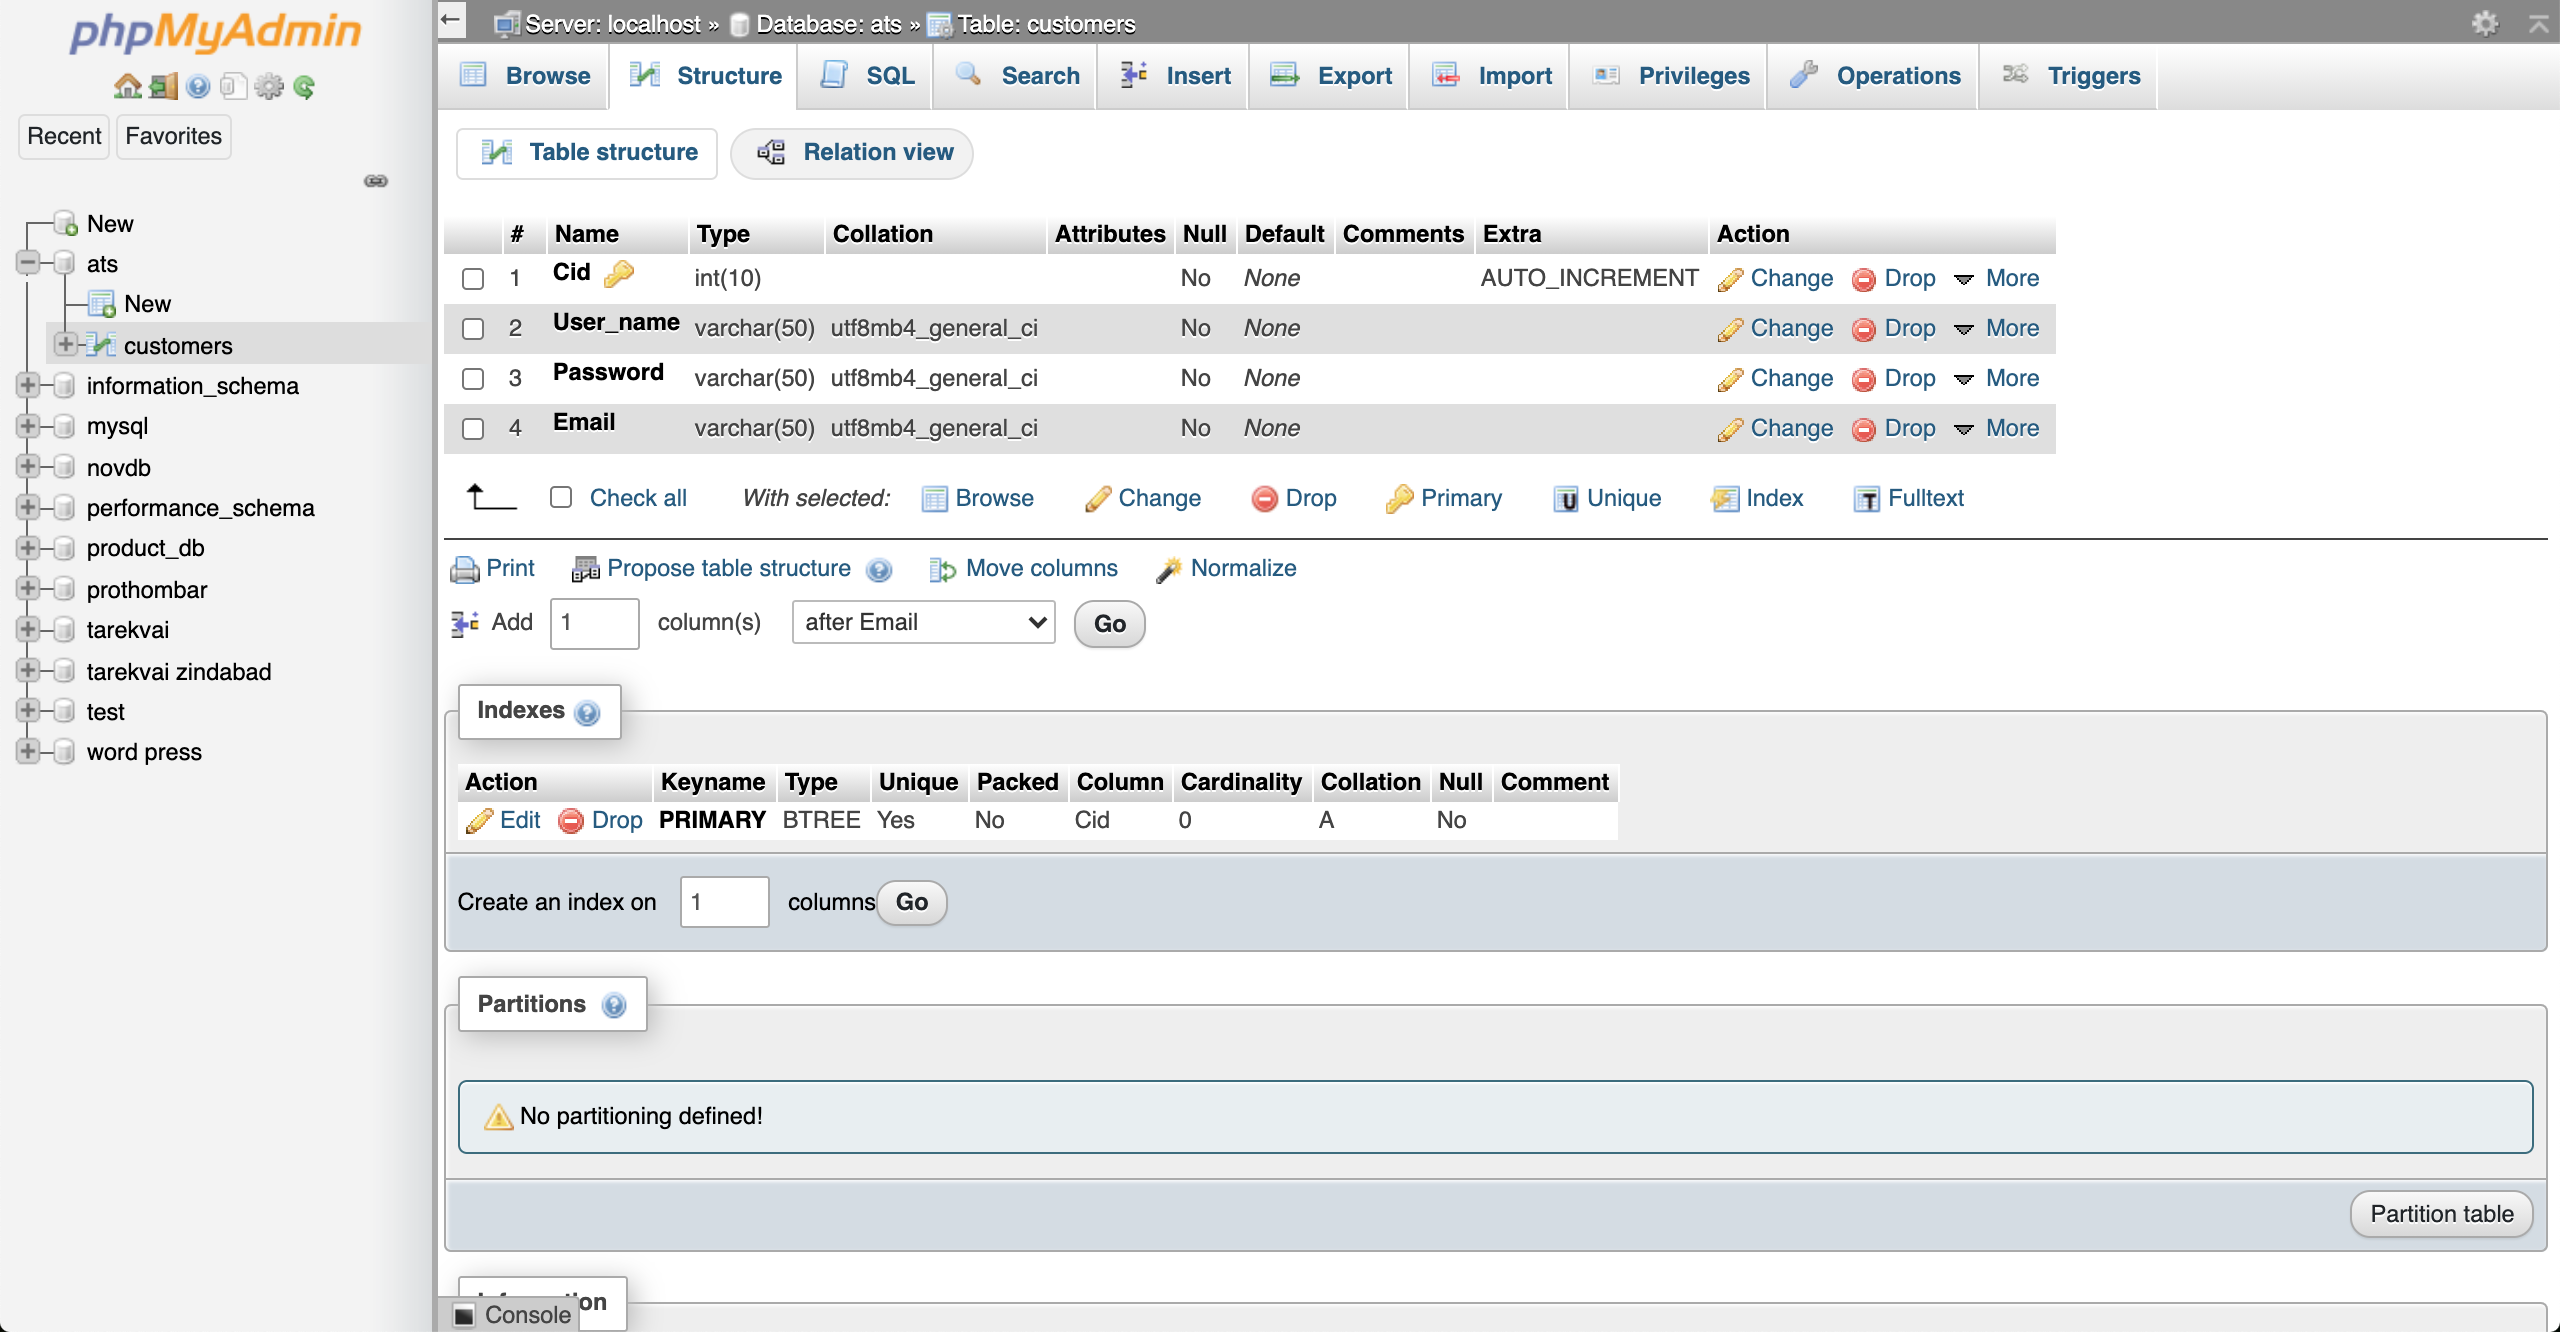 phpMyAdmin
Recent Favorites
New
ats
New
customers
information_schema
mysql
novdb
performance_schema
product_db
prothombar
tarekvai
tarekvai zindabad
test
word press
Server: localhost » Database: ats » Table: customers
Browse Structure SQL Search Insert Export Import Privileges Operations Triggers
Table structure Relation view
# Name Type Collation Attributes Null Default Comments Extra Action
1 Cid int(10) No None AUTO_INCREMENT Change Drop More
2 User_name varchar(50) utf8mb4_general_ci No None Change Drop More
3 Password varchar(50) utf8mb4_general_ci No None Change Drop More
4 Email varchar(50) utf8mb4_general_ci No None Change Drop More
Check all With selected: Browse Change Drop Primary Unique Index Fulltext
Print Propose table structure Move columns Normalize
Add 1 column(s) after Email Go
Indexes
Action Keyname Type Unique Packed Column Cardinality Collation Null Comment
Edit Drop PRIMARY BTREE Yes No Cid 0 A No
Create an index on 1 columns Go
Partitions
No partitioning defined!
Partition table
Console